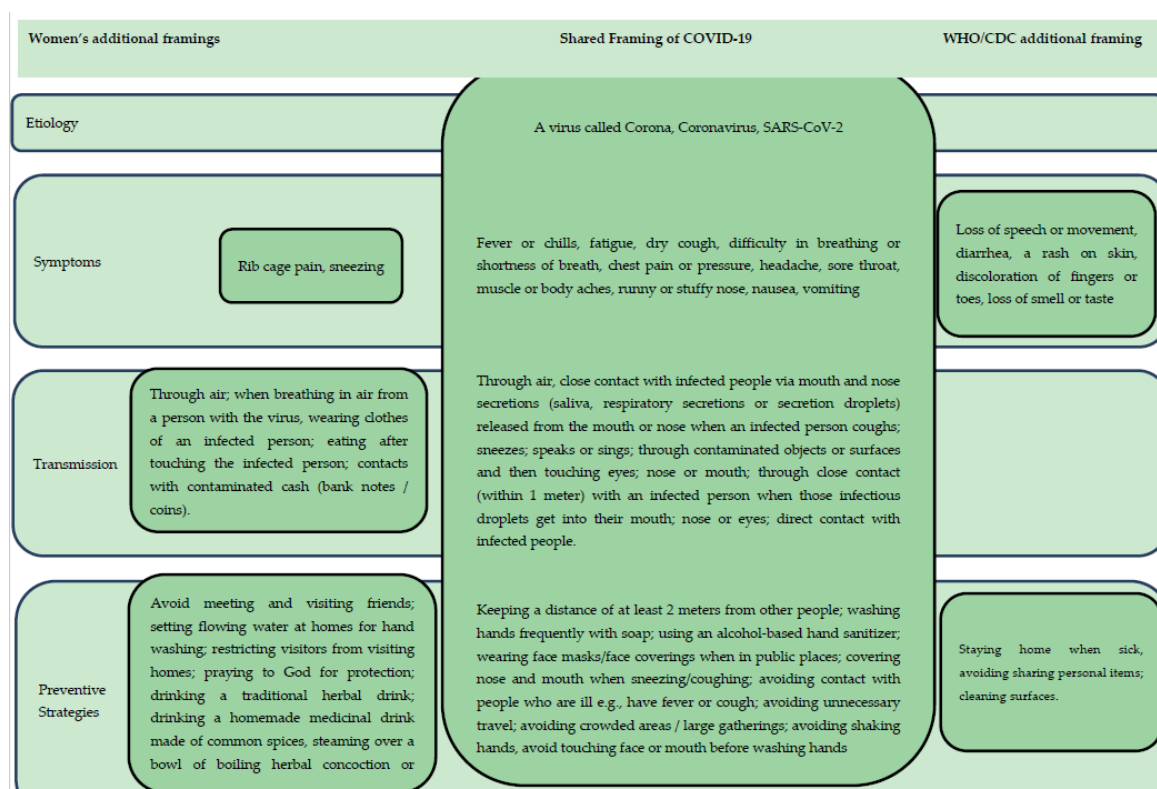 Women's additional framings
Shared Framing of COVID-19
WHO/CDC additional framing
Etiology
A virus called Corona, Coronavirus, SARS-CoV-2
Symptoms
Rib cage pain, sneezing
Fever or chills, fatigue, dry cough, difficulty in breathing or
shortness of breath, chest pain or pressure, headache, sore throat,
muscle or body aches, runny or stuffy nose, nausea, vomiting
Loss of speech or movement,
diarrhea, a rash on skin,
discoloration of fingers or
toes, loss of smell or taste
Transmission
Through air; when breathing in air from
a person with the virus, wearing clothes
of an infected person; eating after
touching the infected person; contacts
with contaminated cash (bank notes /
coins).
Through air, close contact with infected people via mouth and nose
secretions (saliva, respiratory secretions or secretion droplets)
released from the mouth or nose when an infected person coughs;
sneezes; speaks or sings; through contaminated objects or surfaces
and then touching eyes; nose or mouth; through close contact
(within 1 meter) with an infected person when those infectious
droplets get into their mouth; nose or eyes; direct contact with
infected people.
Preventive
Strategies
Avoid meeting and visiting friends;
setting flowing water at homes for hand
washing; restricting visitors from visiting
homes; praying to God for protection;
drinking a traditional herbal drink;
drinking a homemade medicinal drink
made of common spices, steaming over a
bowl of boiling herbal concoction or
Keeping a distance of at least 2 meters from other people; washing
hands frequently with soap; using an alcohol-based hand sanitizer;
wearing face masks/face coverings when in public places; covering
nose and mouth when sneezing/coughing; avoiding contact with
people who are ill e.g., have fever or cough; avoiding unnecessary
travel; avoiding crowded areas / large gatherings; avoiding shaking
hands, avoid touching face or mouth before washing hands
Staying home when sick,
avoiding sharing personal items;
cleaning surfaces.